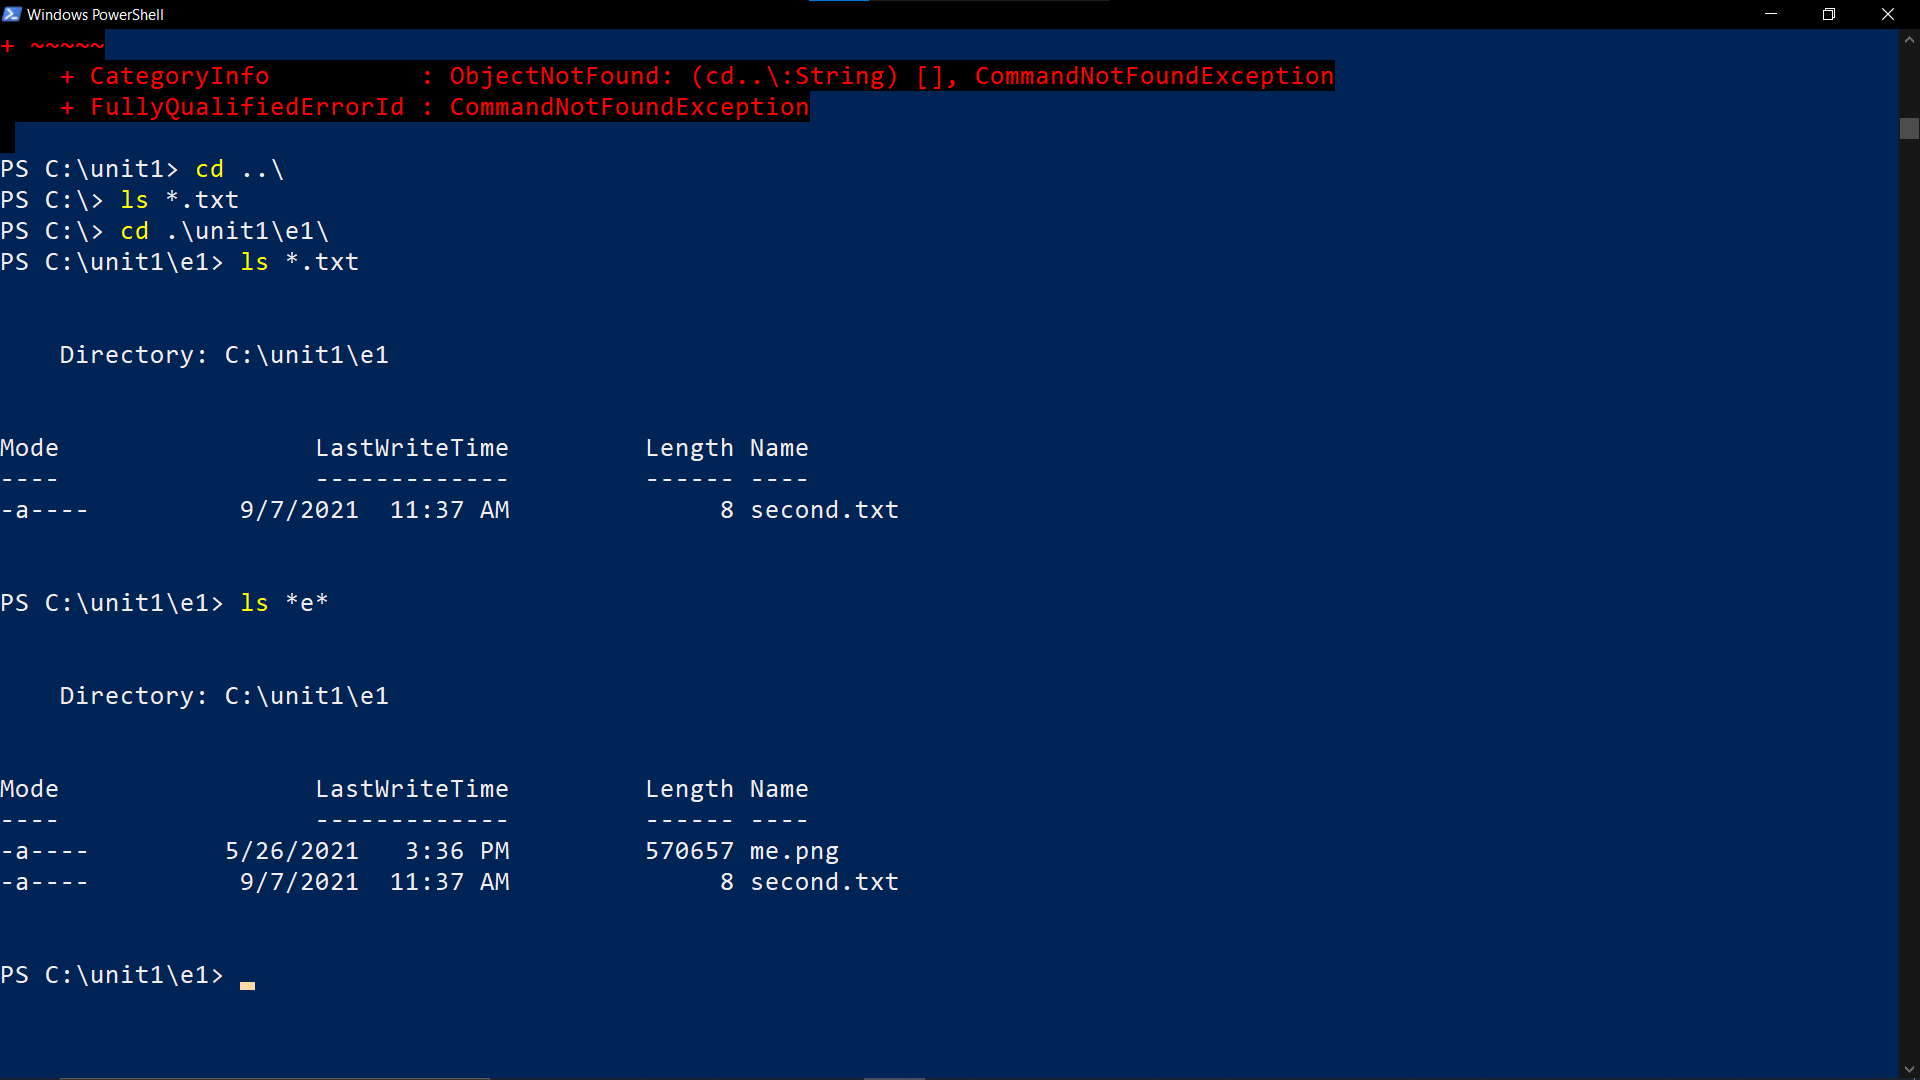 Windows PowerShell
+ ~~~~~
    + CategoryInfo          : ObjectNotFound: (cd..\:String) [], CommandNotFoundException
    + FullyQualifiedErrorId : CommandNotFoundException
PS C:\unit1> cd ..\
PS C:\> ls *.txt
PS C:\> cd .\unit1\e1\
PS C:\unit1\e1> ls *.txt
    Directory: C:\unit1\e1
Mode                 LastWriteTime         Length Name
----                 -------------         ------ ----
-a----          9/7/2021  11:37 AM              8 second.txt
PS C:\unit1\e1> ls *e*
    Directory: C:\unit1\e1
Mode                 LastWriteTime         Length Name
----                 -------------         ------ ----
-a----         5/26/2021   3:36 PM         570657 me.png
-a----          9/7/2021  11:37 AM              8 second.txt
PS C:\unit1\e1>